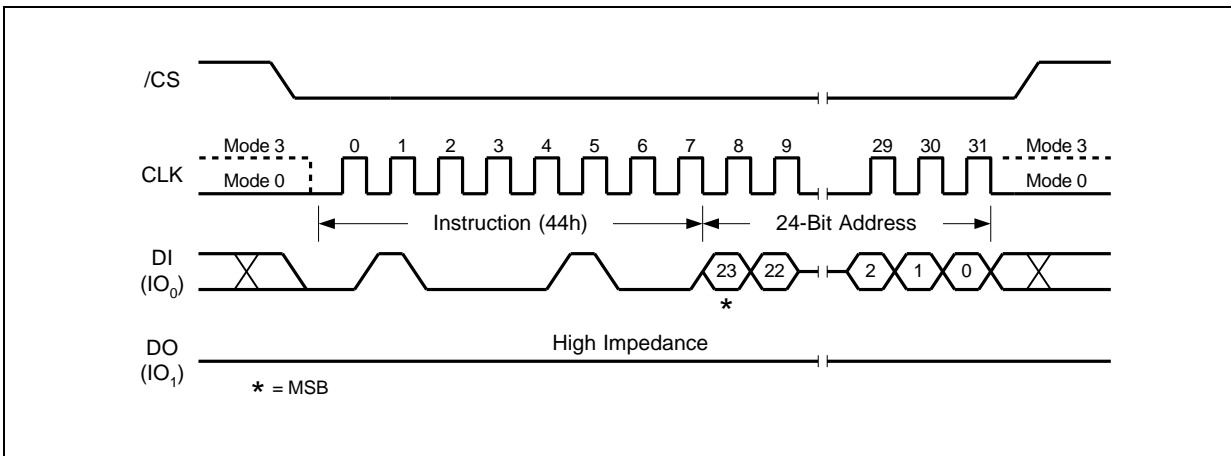 /CS
Mode 3 0 1 2 3 4 5 6 7 8 9 29 30 31 Mode 3
CLK
Mode 0 Mode 0
Instruction (44h) 24-Bit Address
DI
(IO0)
23 22 2 1 0
*
High Impedance
DO
(IO1)
* = MSB